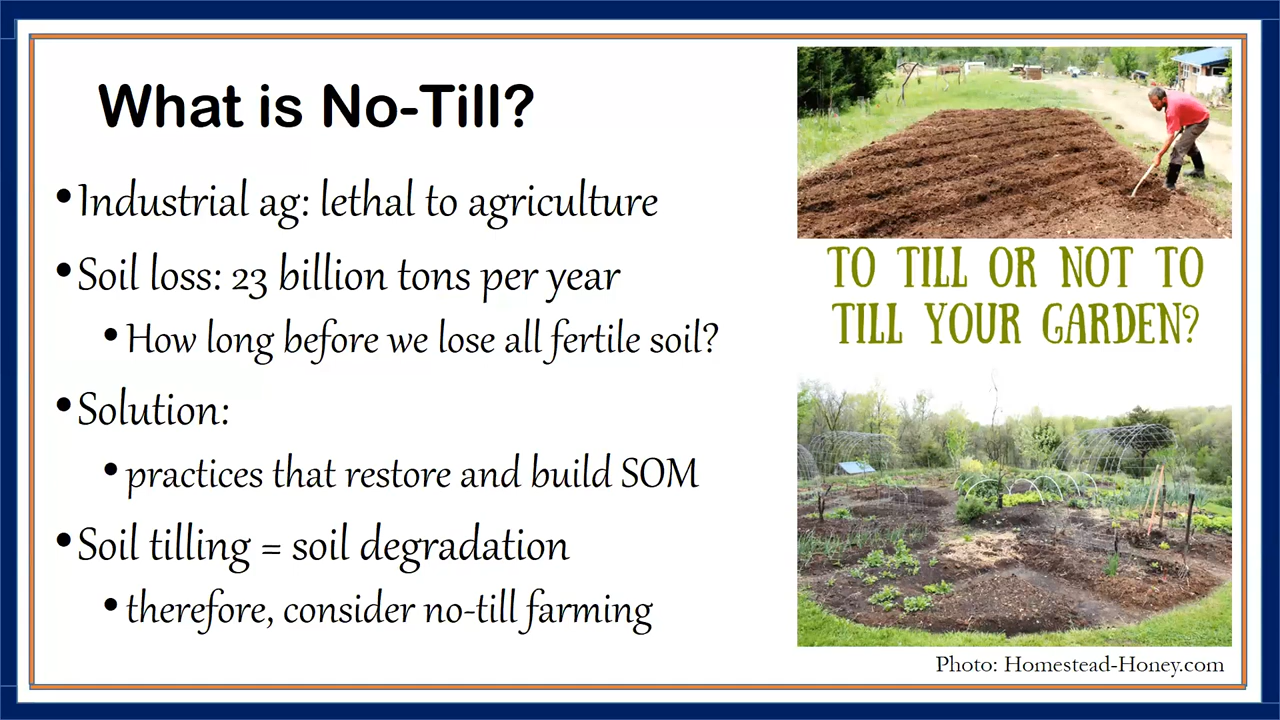 What is No-Till?
•Industrial ag: lethal to agriculture
•Soil loss: 23 billion tons per year
•How long before we lose all fertile soil?
•Solution:
•practices that restore and build SOM
•Soil tilling = soil degradation
•therefore, consider no-till farming
TO TILL OR NOT TO
TILL YOUR GARDEN?
Photo: Homestead-Honey.com